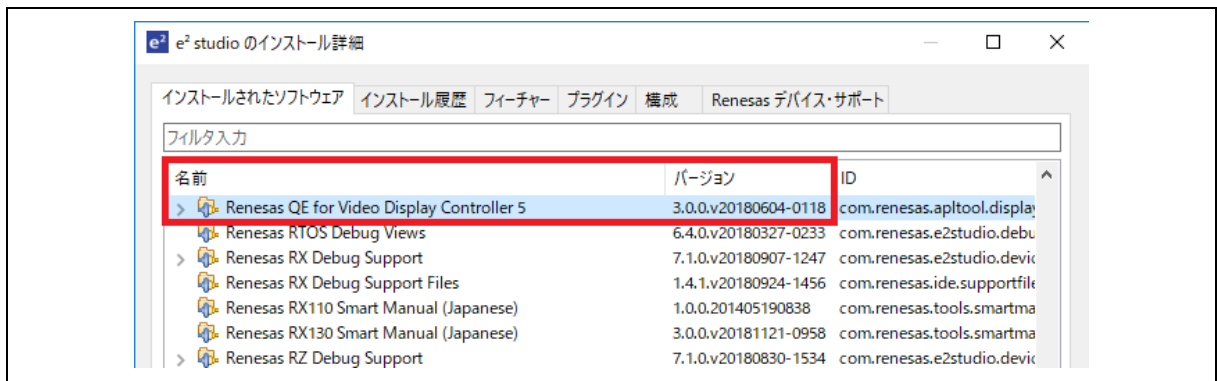 e² e² studio のインストール詳細
インストールされたソフトウェア インストール履歴 フィーチャー プラグイン 構成 Renesas デバイス・サポート
フィルタ入力
名前 バージョン ID
Renesas QE for Video Display Controller 5 3.0.0.v20180604-0118 com.renesas.apltool.display
Renesas RTOS Debug Views 6.4.0.v20180327-0233 com.renesas.e2studio.debu
Renesas RX Debug Support 7.1.0.v20180907-1247 com.renesas.e2studio.devic
Renesas RX Debug Support Files 1.4.1.v20180924-1456 com.renesas.ide.supportfile
Renesas RX110 Smart Manual (Japanese) 1.0.0.201405190838 com.renesas.tools.smartma
Renesas RX130 Smart Manual (Japanese) 3.0.0.v20181121-0958 com.renesas.tools.smartma
Renesas RZ Debug Support 7.1.0.v20180830-1534 com.renesas.e2studio.devic